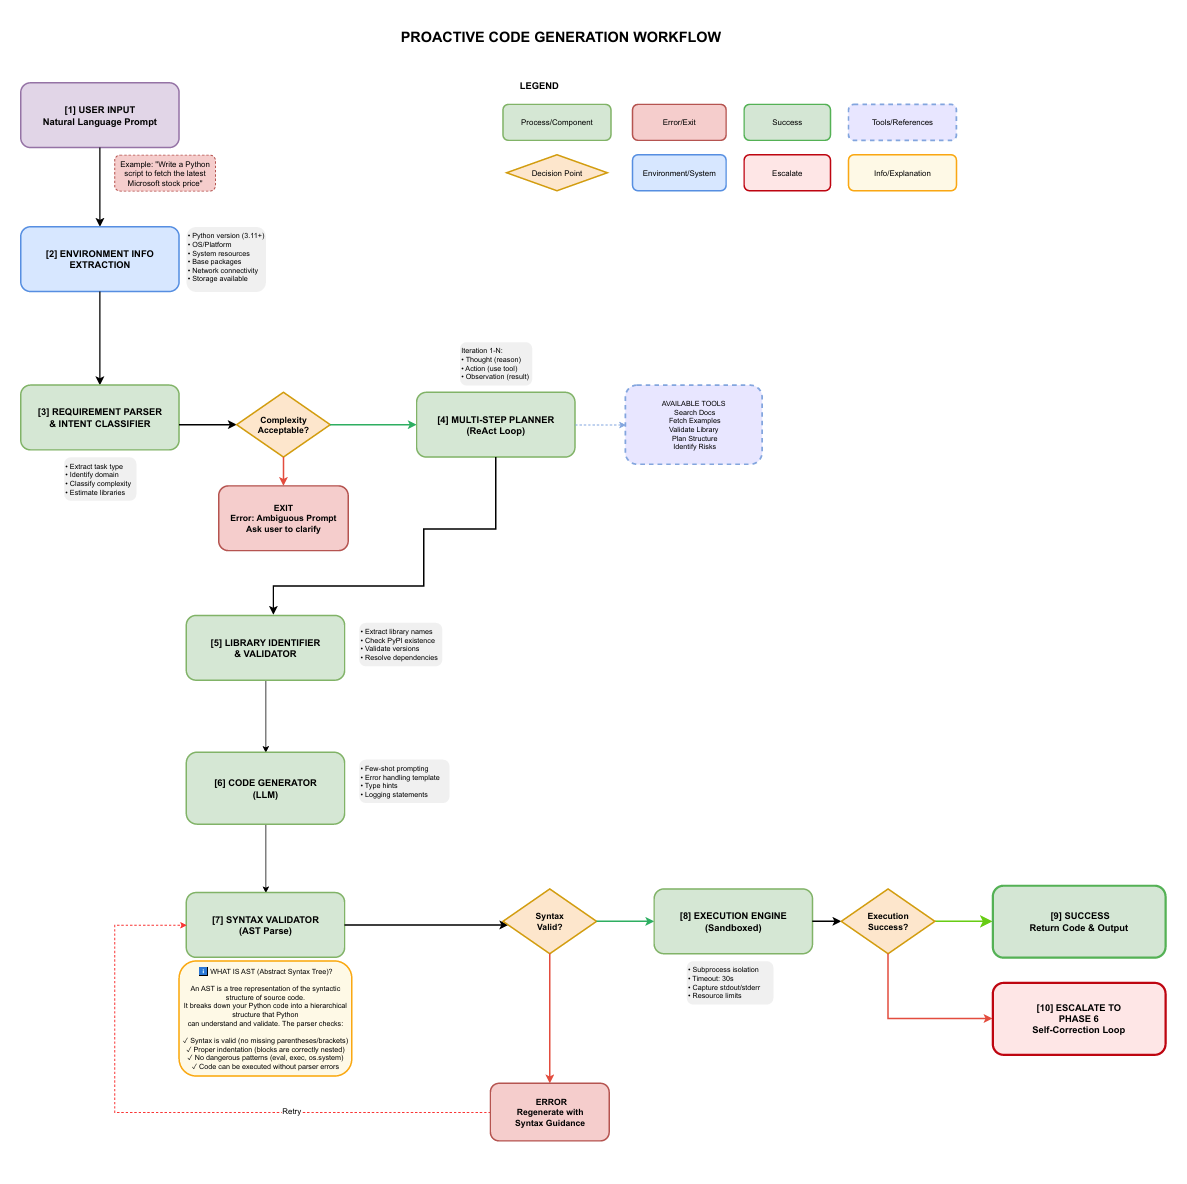 PROACTIVE CODE GENERATION WORKFLOW
LEGEND
Process/Component
Error/Exit
Success
Tools/References
Decision Point
Environment/System
Escalate
Info/Explanation
[1] USER INPUT
Natural Language Prompt
Example: "Write a Python
script to fetch the latest
Microsoft stock price"
[2] ENVIRONMENT INFO
EXTRACTION
• Python version (3.11+)
• OS/Platform
• System resources
• Base packages
• Network connectivity
• Storage available
[3] REQUIREMENT PARSER
& INTENT CLASSIFIER
• Extract task type
• Identify domain
• Classify complexity
• Estimate libraries
Complexity
Acceptable?
EXIT
Error: Ambiguous Prompt
Ask user to clarify
Iteration 1-N:
• Thought (reason)
• Action (use tool)
• Observation (result)
[4] MULTI-STEP PLANNER
(ReAct Loop)
AVAILABLE TOOLS
Search Docs
Fetch Examples
Validate Library
Plan Structure
Identify Risks
[5] LIBRARY IDENTIFIER
& VALIDATOR
• Extract library names
• Check PyPI existence
• Validate versions
• Resolve dependencies
[6] CODE GENERATOR
(LLM)
• Few-shot prompting
• Error handling template
• Type hints
• Logging statements
[7] SYNTAX VALIDATOR
(AST Parse)
ℹ️ WHAT IS AST (Abstract Syntax Tree)?
An AST is a tree representation of the syntactic
structure of source code.
It breaks down your Python code into a hierarchical
structure that Python
can understand and validate. The parser checks:
✓ Syntax is valid (no missing parentheses/brackets)
✓ Proper indentation (blocks are correctly nested)
✓ No dangerous patterns (eval, exec, os.system)
✓ Code can be executed without parser errors
Syntax
Valid?
[8] EXECUTION ENGINE
(Sandboxed)
• Subprocess isolation
• Timeout: 30s
• Capture stdout/stderr
• Resource limits
Execution
Success?
[9] SUCCESS
Return Code & Output
[10] ESCALATE TO
PHASE 6
Self-Correction Loop
ERROR
Regenerate with
Syntax Guidance
Retry